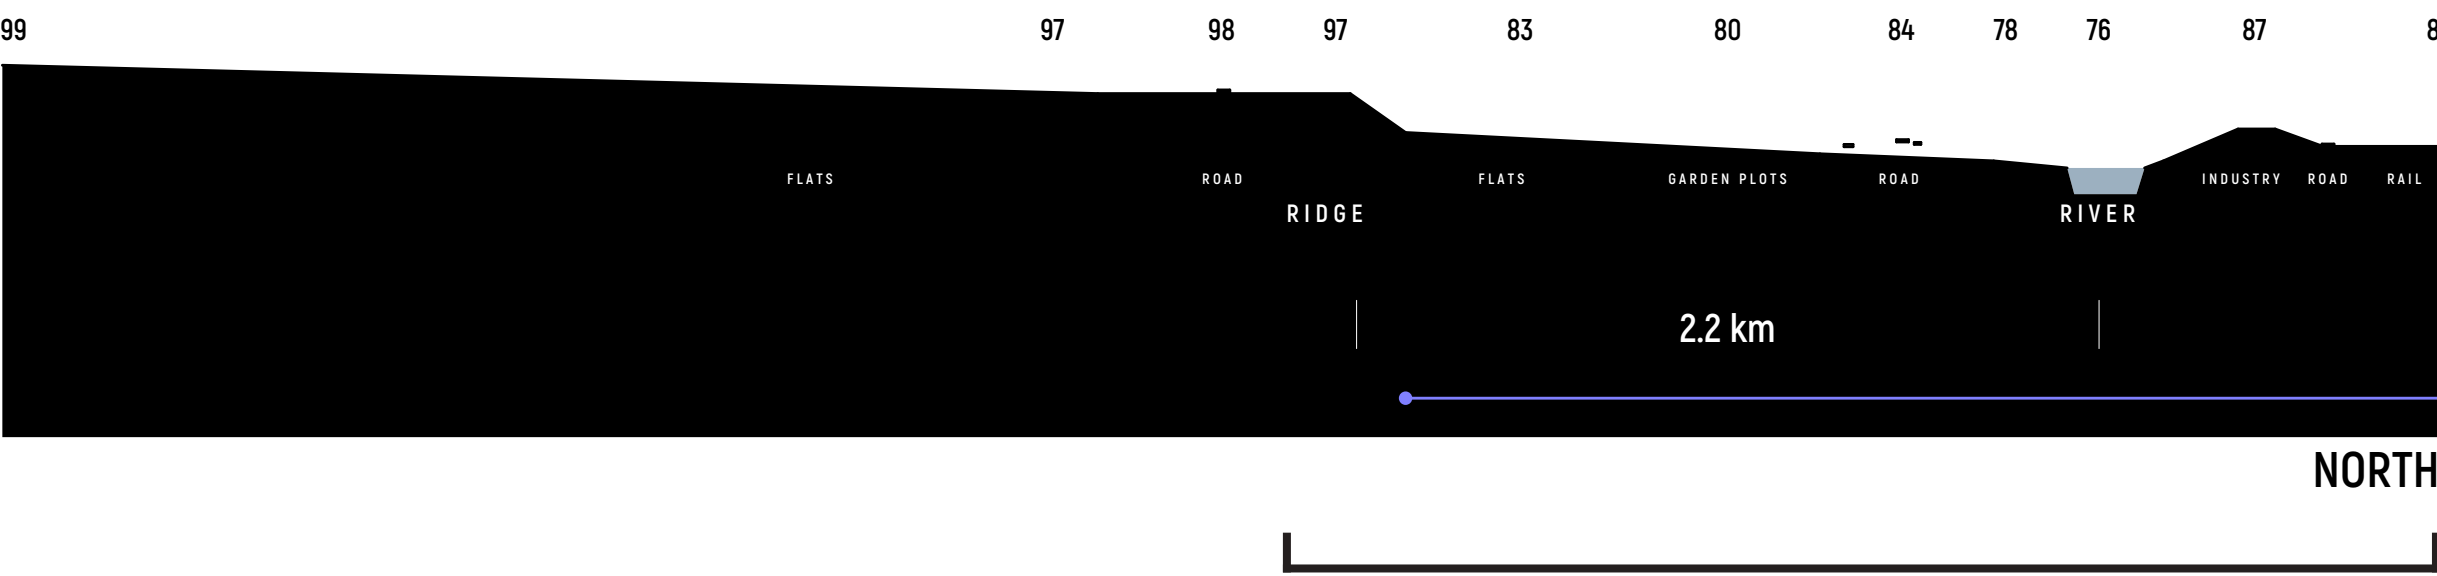 99 97 98 97 83 80 84 78 76 87 8
FLATS ROAD FLATS GARDEN PLOTS ROAD INDUSTRY ROAD RAIL
RIDGE RIVER
2.2 km
NORTH